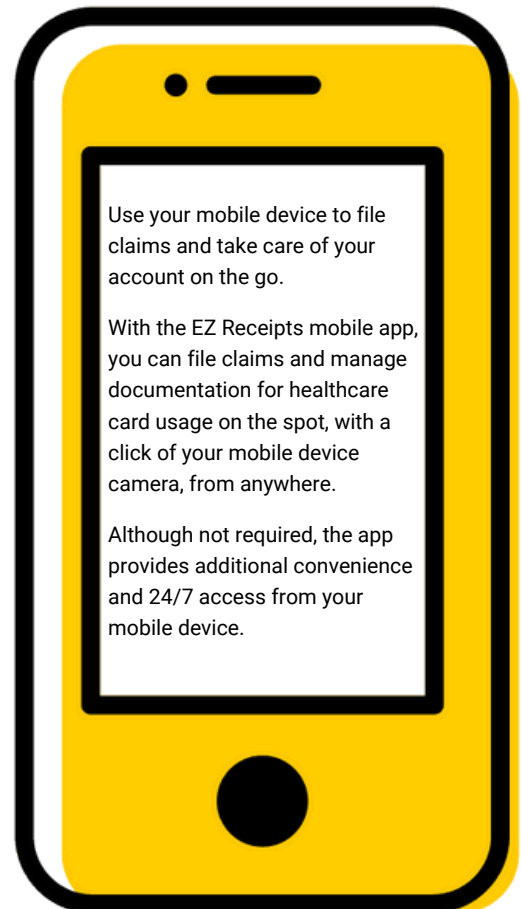 Use your mobile device to file
claims and take care of your
account on the go.
With the EZ Receipts mobile app,
you can file claims and manage
documentation for healthcare
card usage on the spot, with a
click of your mobile device
camera, from anywhere.
Although not required, the app
provides additional convenience
and 24/7 access from your
mobile device.